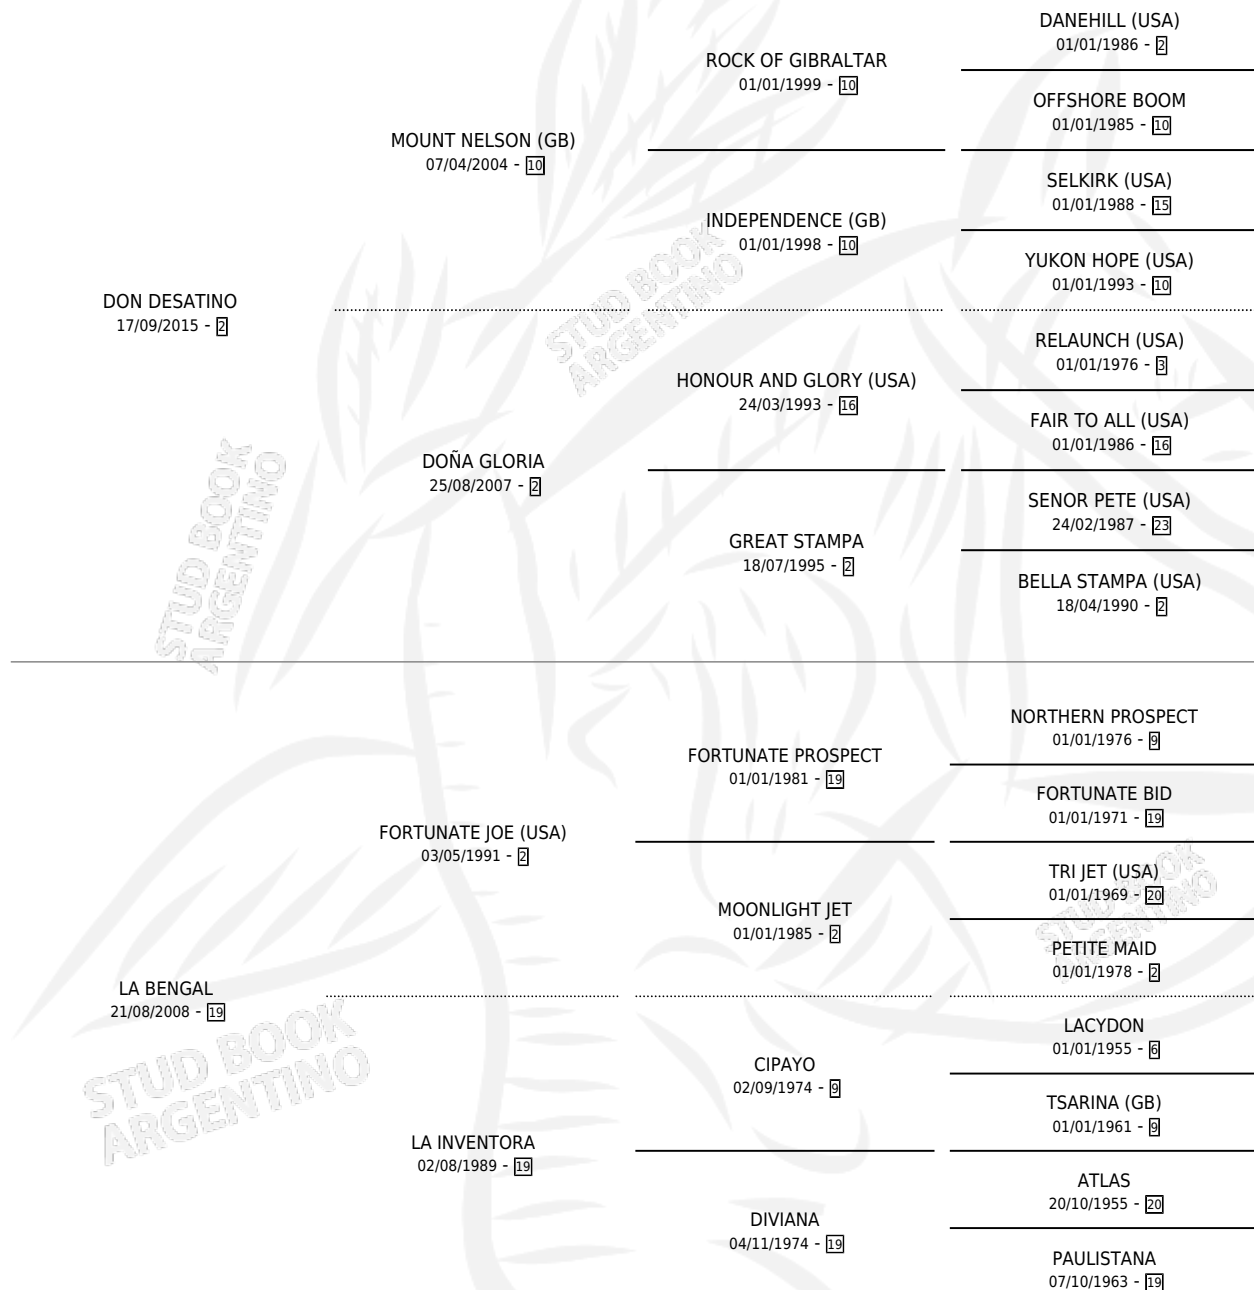 DANEHILL (USA)
01/01/1986 - 2
ROCK OF GIBRALTAR
01/01/1999 - 10
OFFSHORE BOOM
01/01/1985 - 10
MOUNT NELSON (GB)
07/04/2004 - 10
SELKIRK (USA)
01/01/1988 - 15
INDEPENDENCE (GB)
01/01/1998 - 10
YUKON HOPE (USA)
01/01/1993 - 10
DON DESATINO
17/09/2015 - 2
RELAUNCH (USA)
01/01/1976 - 3
HONOUR AND GLORY (USA)
24/03/1993 - 16
FAIR TO ALL (USA)
01/01/1986 - 16
DOÑA GLORIA
25/08/2007 - 2
SENOR PETE (USA)
24/02/1987 - 23
GREAT STAMPA
18/07/1995 - 2
BELLA STAMPA (USA)
18/04/1990 - 2
NORTHERN PROSPECT
01/01/1976 - 9
FORTUNATE PROSPECT
01/01/1981 - 19
FORTUNATE BID
01/01/1971 - 19
FORTUNATE JOE (USA)
03/05/1991 - 2
TRI JET (USA)
01/01/1969 - 20
MOONLIGHT JET
01/01/1985 - 2
PETITE MAID
01/01/1978 - 2
LA BENGAL
21/08/2008 - 19
LACYDON
01/01/1955 - 6
CIPAYO
02/09/1974 - 9
TSARINA (GB)
01/01/1961 - 9
LA INVENTORA
02/08/1989 - 19
ATLAS
20/10/1955 - 20
DIVIANA
04/11/1974 - 19
PAULISTANA
07/10/1963 - 19
STUD BOOK
ARGENTINO
STUD BOOK
ARGENTINO
STUD BOOK
ARGENTINO
STUD BOOK
ARGENTINO